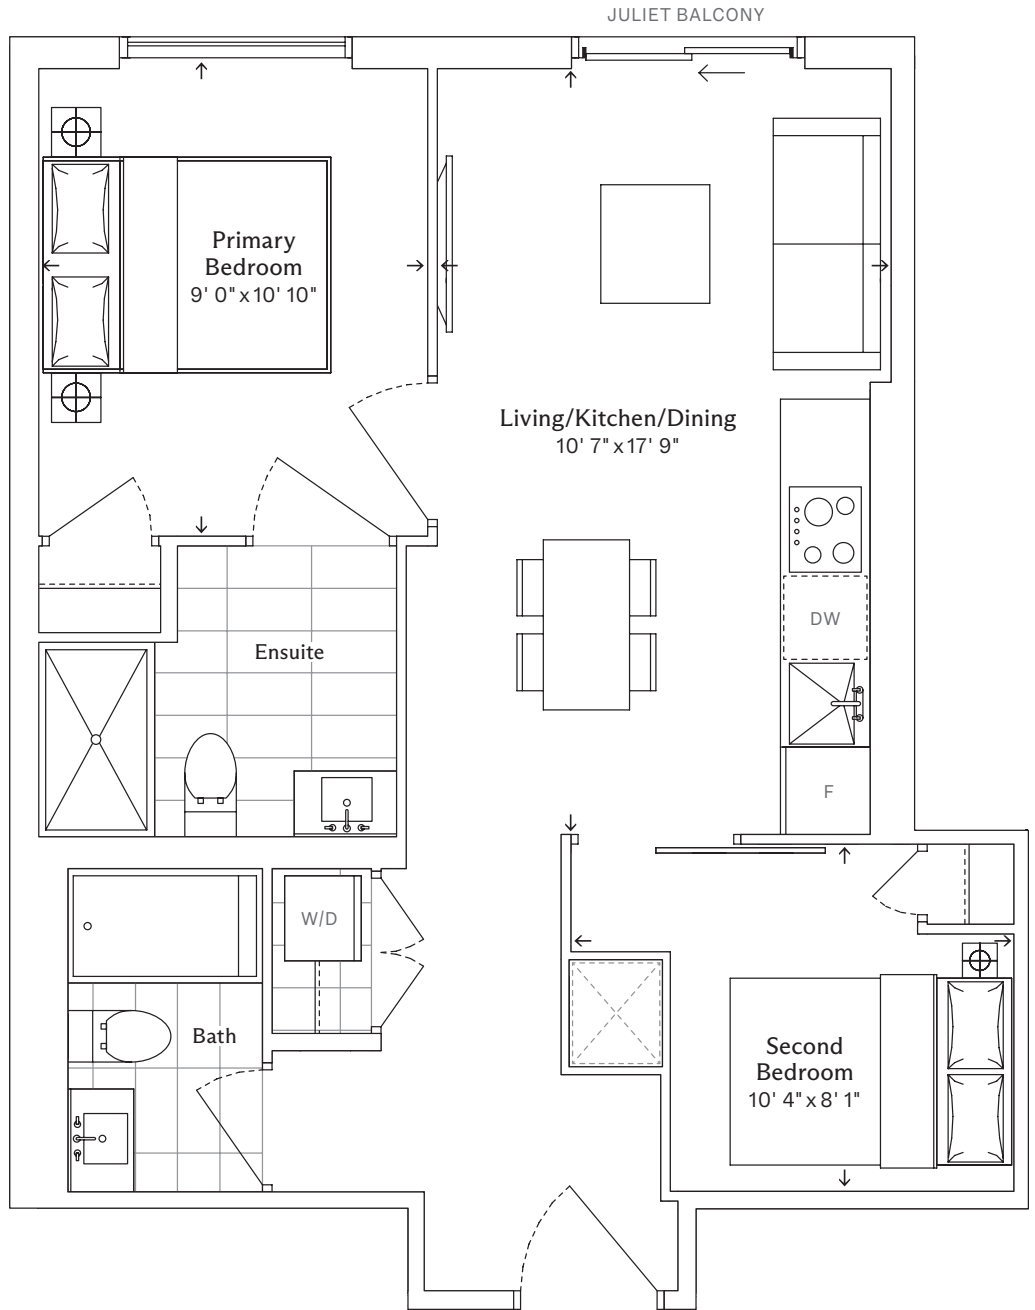 JULIET BALCONY
Primary
Bedroom
9' 0" x 10' 10"
Living/Kitchen/Dining
10' 7" x 17' 9"
DW
Ensuite
F
W/D
Bath
Second
Bedroom
10' 4" x 8' 1"